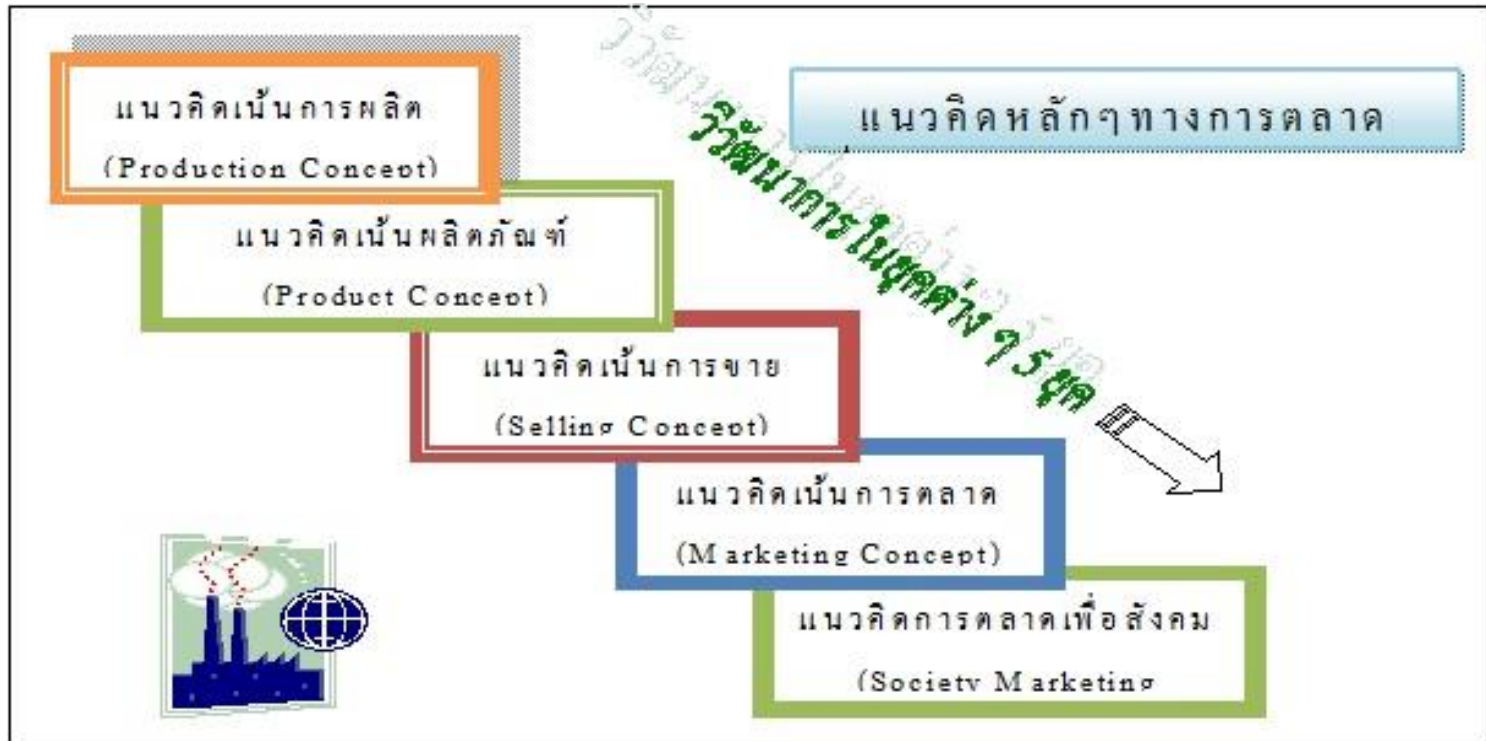 แนวคิดเน้นการผลิต
(Production Concept)
แนวคิดหลักๆทางการตลาด
วิวัฒนาการในยุคต่าง ๆ 5 ยุค
แนวคิดเน้นผลิตภัณฑ์
(Product Concept)
แนวคิดเน้นการขาย
(Selling Concept)
แนวคิดเน้นการตลาด
(Marketing Concept)
แนวคิดการตลาดเพื่อสังคม
(Society Marketing